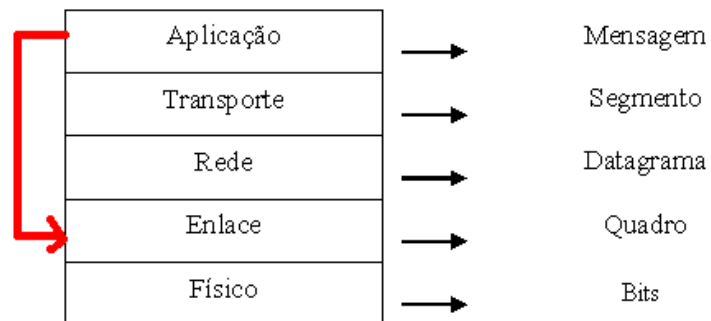 Aplicação Mensagem
Transporte Segmento
Rede Datagrama
Enlace Quadro
Físico Bits